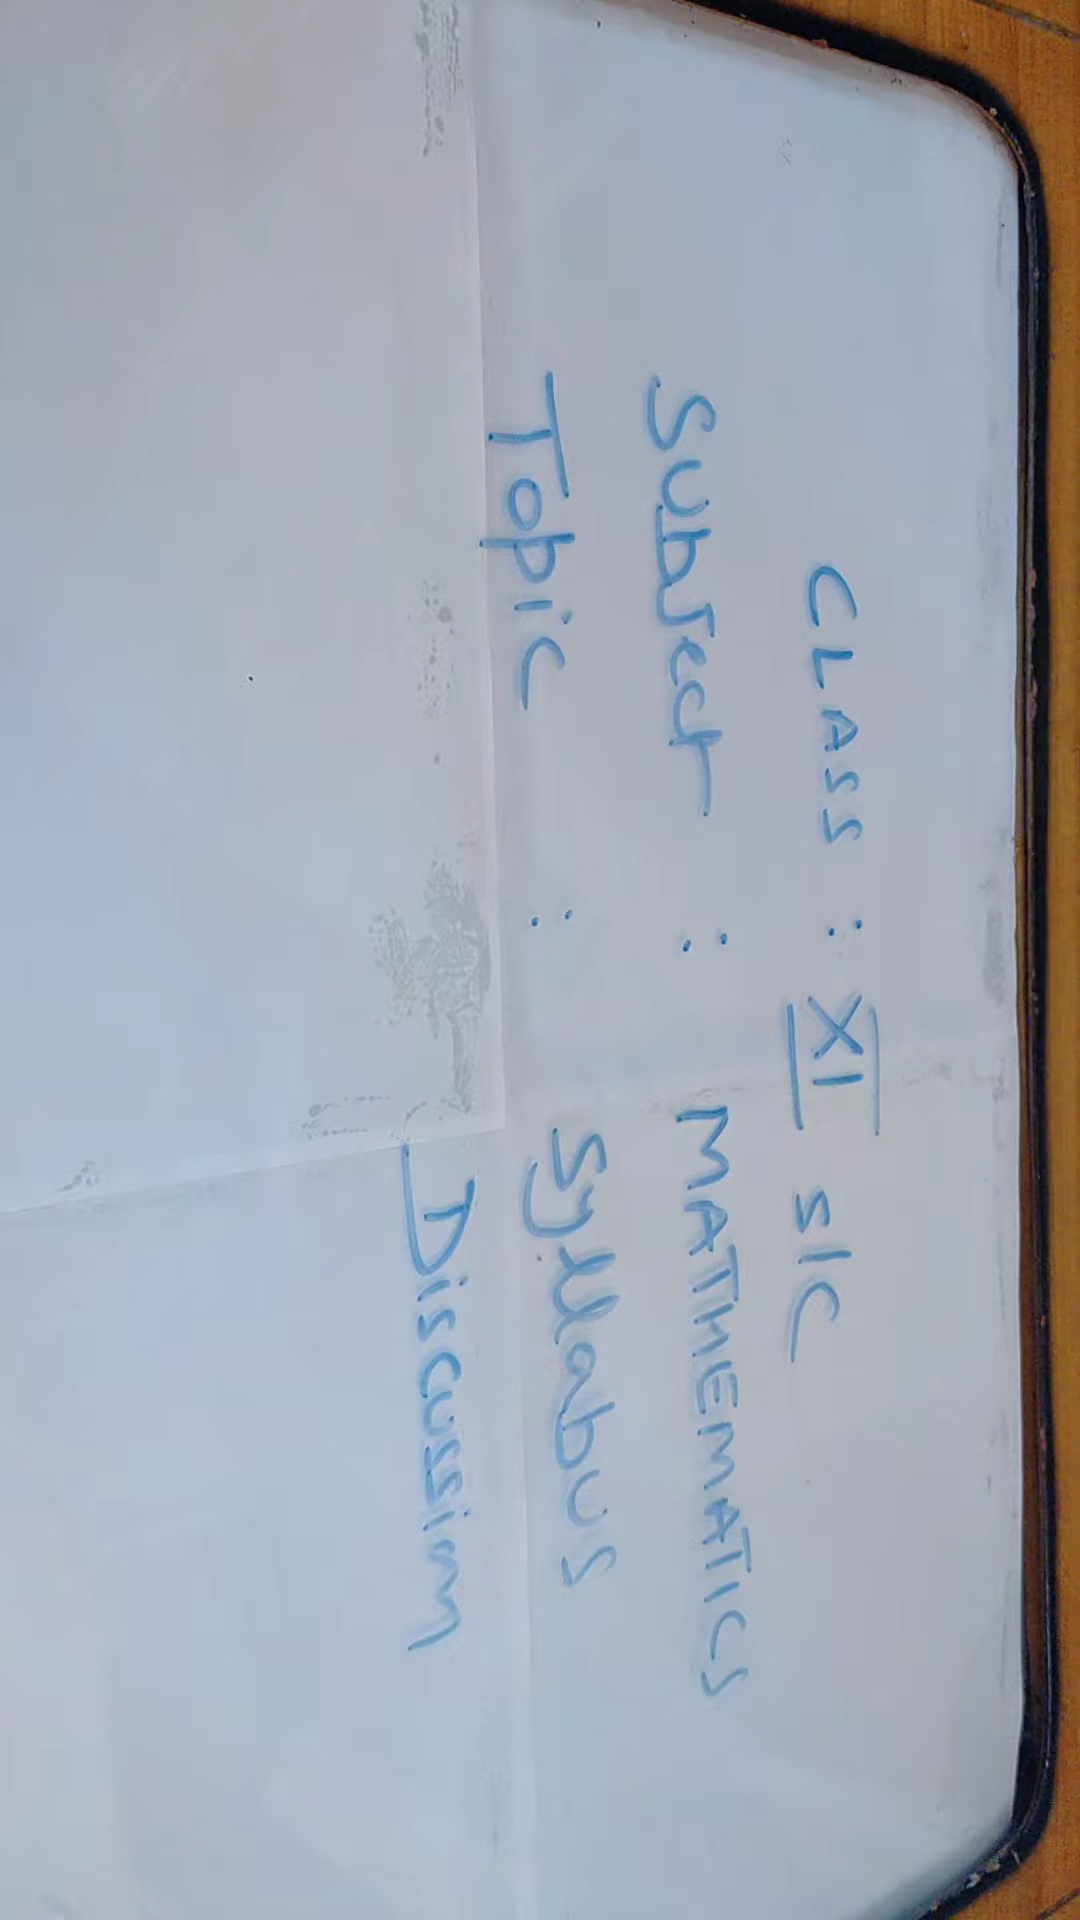 CLASS : XI SIC
Subject : MATHEMATICS
Topic : Syllabus
Discussion